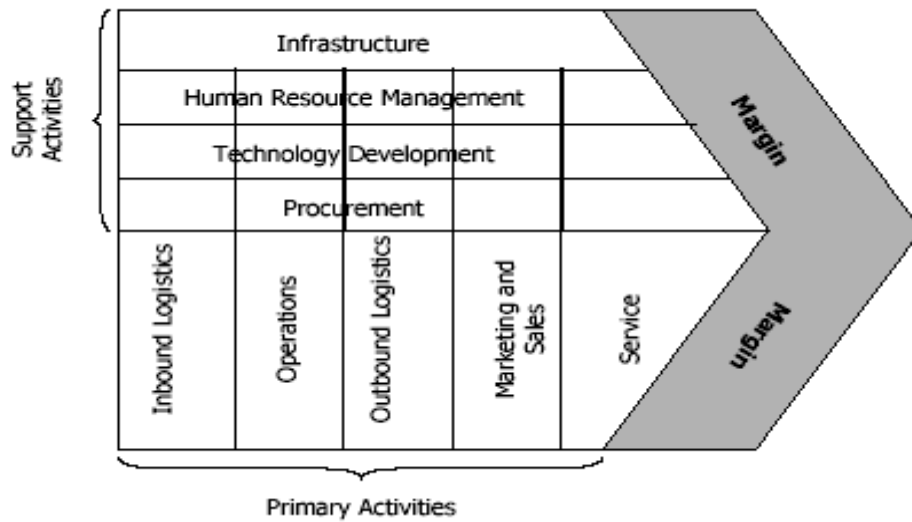 Support
Activities
Infrastructure
Human Resource Management
Technology Development
Procurement
Inbound Logistics
Operations
Outbound Logistics
Marketing and
Sales
Service
Margin
Margin
Primary Activities